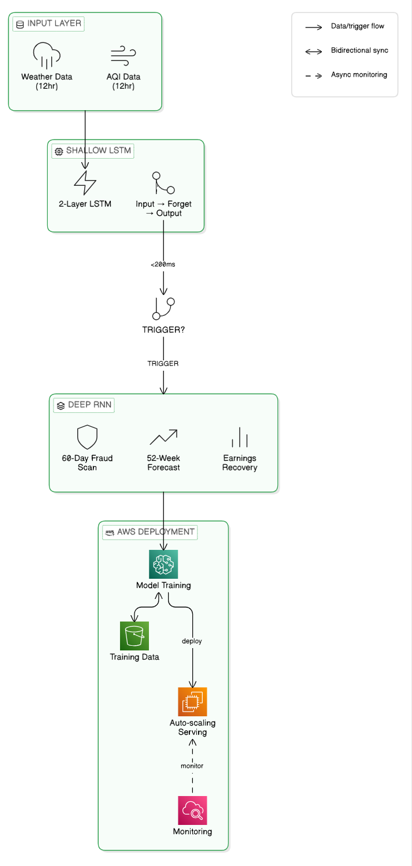 INPUT LAYER
Weather Data
(12hr)
AQI Data
(12hr)
Data/trigger flow
Bidirectional sync
Async monitoring
SHALLOW LSTM
2-Layer LSTM
Input → Forget
→ Output
<200ms
TRIGGER?
TRIGGER
DEEP RNN
60-Day Fraud
Scan
52-Week
Forecast
Earnings
Recovery
AWS DEPLOYMENT
Model Training
Training Data
deploy
Auto-scaling
Serving
monitor
Monitoring